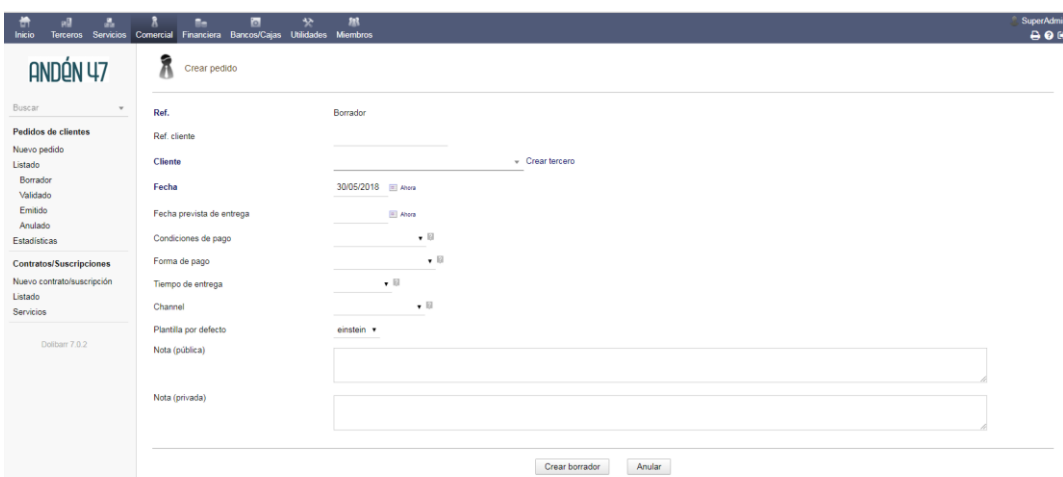 Inicio Terceros Servicios Comercial Financiera Bancos/Cajas Utilidades Miembros SuperAdmi
ANDÉN 47
Crear pedido
Buscar
Pedidos de clientes
Nuevo pedido
Listado
Borrador
Validado
Emitido
Anulado
Estadísticas
Contratos/Suscripciones
Nuevo contrato/suscripción
Listado
Servicios
Dolibarr 7.0.2
Ref. Borrador
Ref. cliente
Cliente Crear tercero
Fecha 30/05/2018 Ahora
Fecha prevista de entrega Ahora
Condiciones de pago
Forma de pago
Tiempo de entrega
Channel
Plantilla por defecto einstein
Nota (pública)
Nota (privada)
Crear borrador Anular